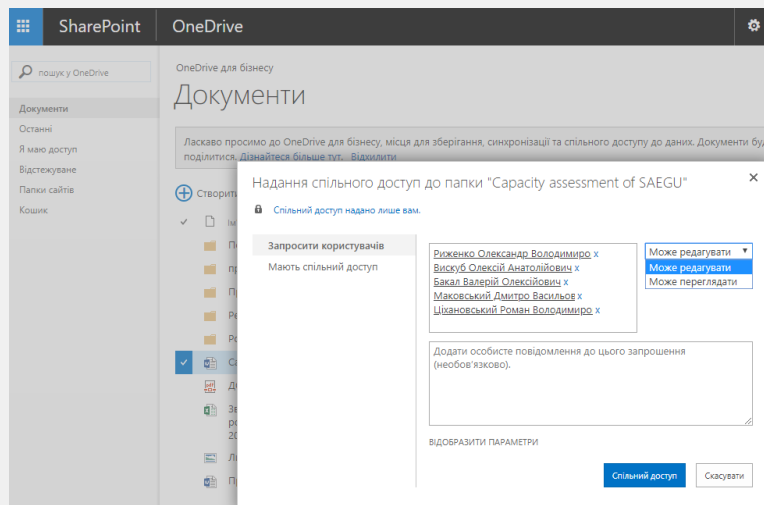 SharePoint
OneDrive
пошук у OneDrive
Документи
Останні
Я маю доступ
Відстежуване
Папки сайтів
Кошик
OneDrive для бізнесу
Документи
Ласкаво просимо до OneDrive для бізнесу, місця для зберігання, синхронізації та спільного доступу до даних. Документи бу
поділитися. Дізнайтеся більше тут. Відхилити
Створити
Надання спільного доступ до папки "Capacity assessment of SAEGU"
Спільний доступ надано лише вам.
Запросити користувачів
Мають спільний доступ
Риженко Олександр Володимиро x
Вискуб Олексій Анатолійович x
Бакал Валерій Олексійович x
Маковський Дмитро Васильов x
Ціхановський Роман Володимиро x
Може редагувати
Може редагувати
Може переглядати
Додати особисте повідомлення до цього запрошення
(необов'язково).
ВІДОБРАЗИТИ ПАРАМЕТРИ
Спільний доступ
Скасувати